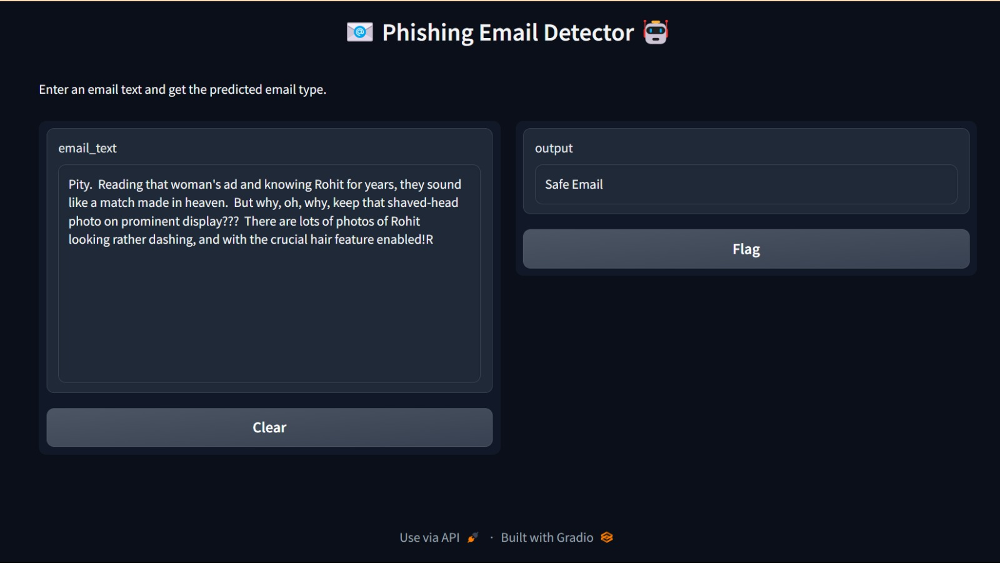 Phishing Email Detector
Enter an email text and get the predicted email type.
email_text
Pity.  Reading that woman's ad and knowing Rohit for years, they sound
like a match made in heaven.  But why, oh, why, keep that shaved-head
photo on prominent display???  There are lots of photos of Rohit
looking rather dashing, and with the crucial hair feature enabled!R
Clear
output
Safe Email
Flag
Use via API · Built with Gradio